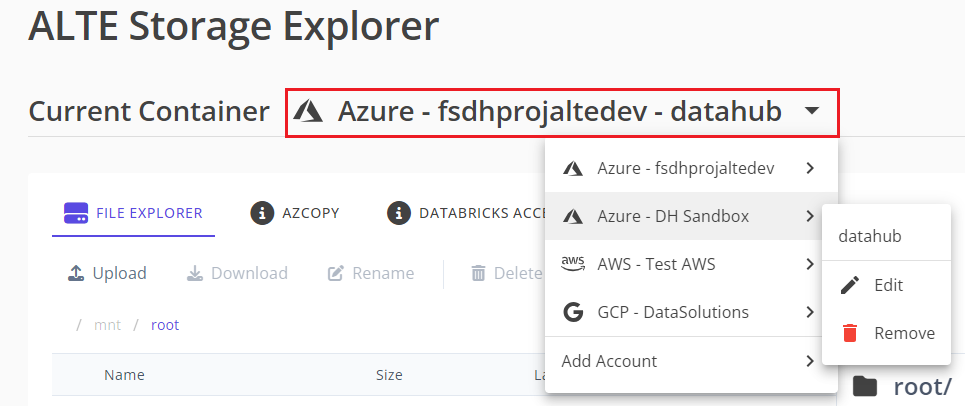 ALTE Storage Explorer
Current Container Azure - fsdhprojaltedev - datahub
Azure - fsdhprojaltedev
FILE EXPLORER AZCOPY DATABRICKS ACCE
Azure - DH Sandbox
datahub
Upload Download Rename Delete
aws AWS - Test AWS
Edit
GCP - DataSolutions
/ mnt / root
Remove
Add Account
Name Size La
root/